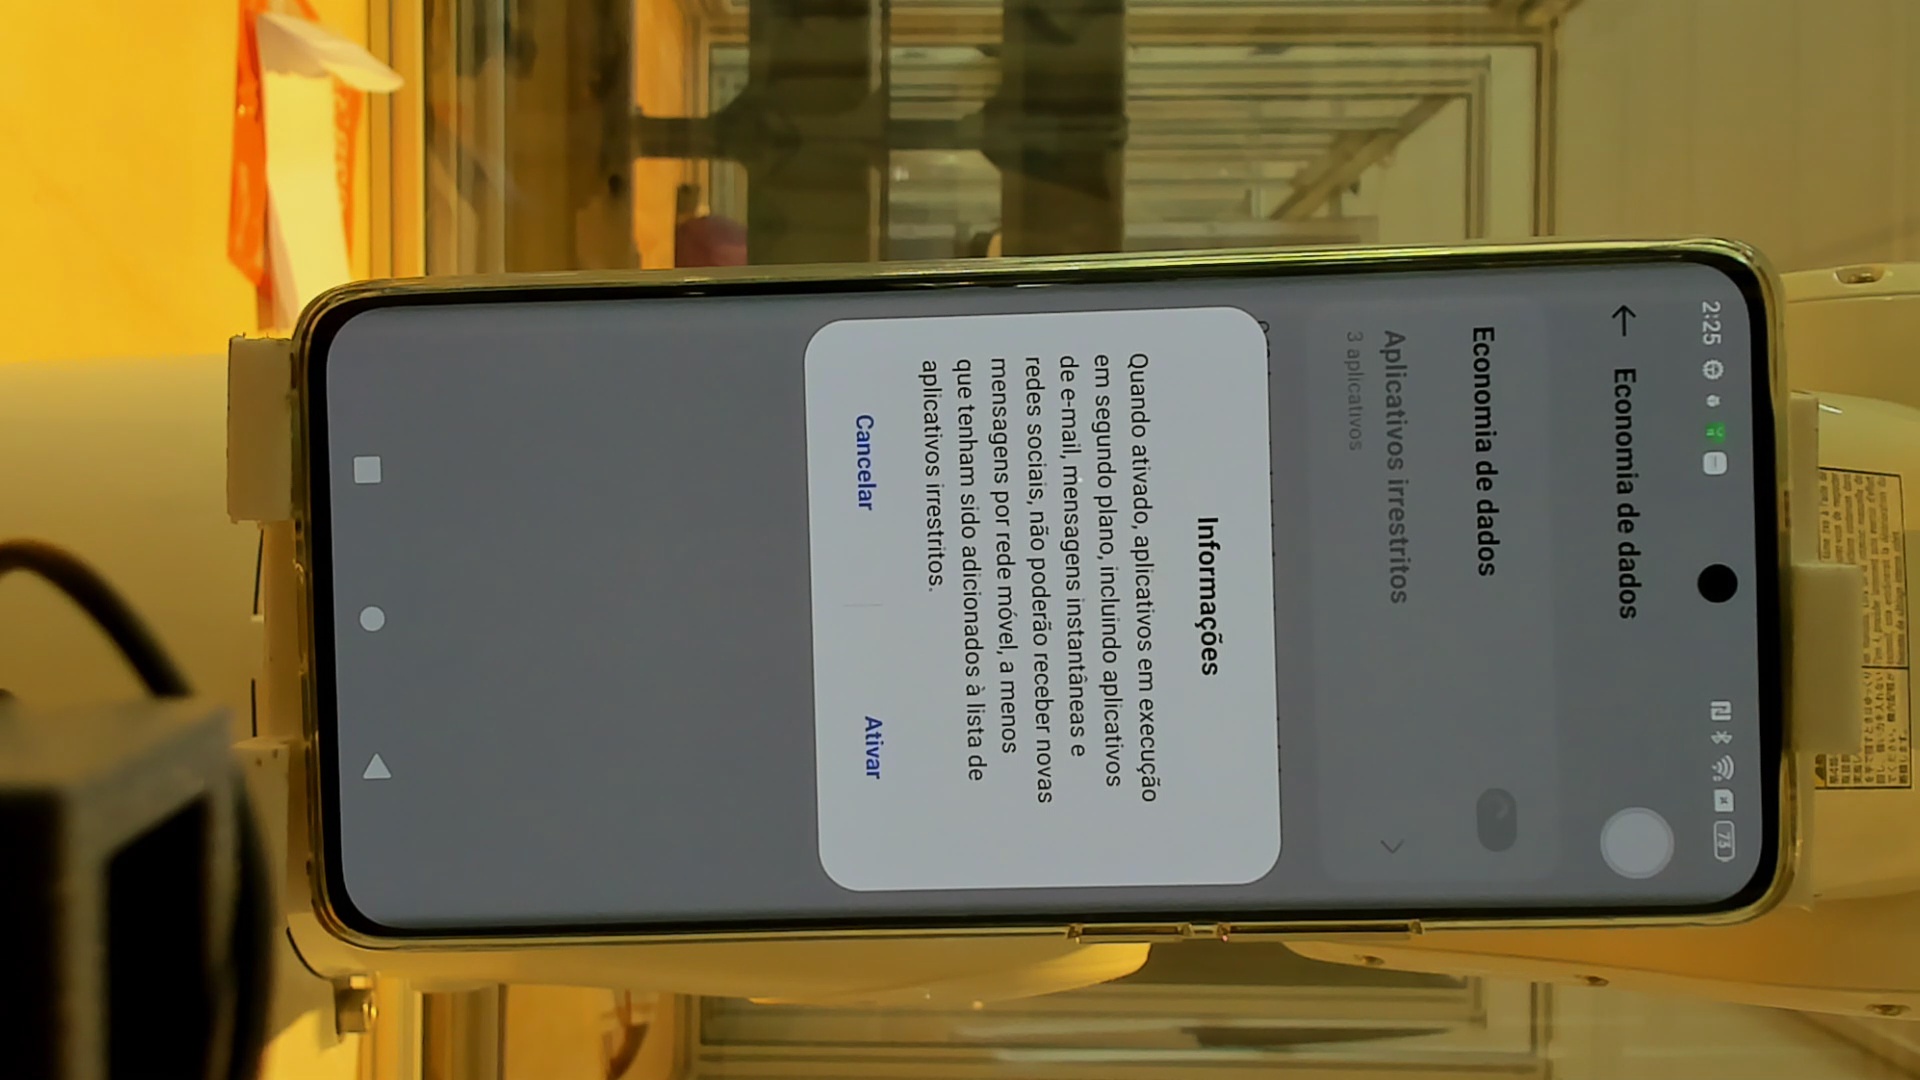 2:25
73
Economia de dados
Economia de dados
Aplicativos irrestritos
3 aplicativos
Informações
Quando ativado, aplicativos em execução
em segundo plano, incluindo aplicativos
de e-mail, mensagens instantâneas e
redes sociais, não poderão receber novas
mensagens por rede móvel, a menos
que tenham sido adicionados à lista de
aplicativos irrestritos.
Cancelar
Ativar